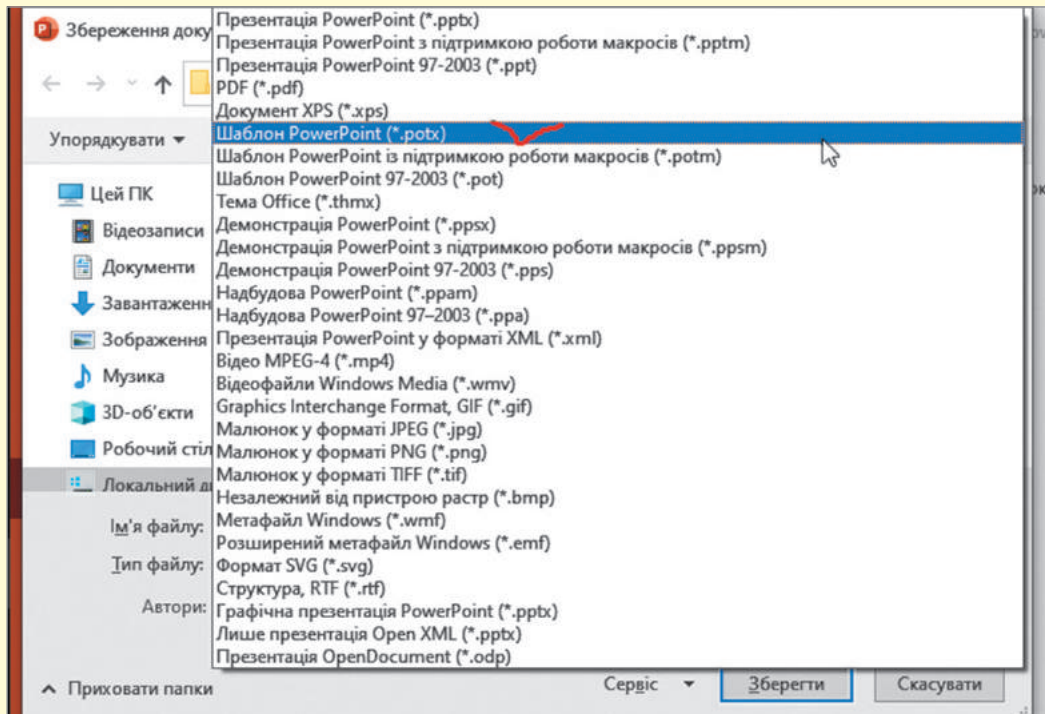 Збереження доку
Презентація PowerPoint (*.pptx)
Презентація PowerPoint з підтримкою роботи макросів (*.pptm)
Презентація PowerPoint 97-2003 (*.ppt)
PDF (*.pdf)
Документ XPS (*.xps)
Шаблон PowerPoint (*.potx)
Шаблон PowerPoint із підтримкою роботи макросів (*.potm)
Шаблон PowerPoint 97-2003 (*.pot)
Тема Office (*.thmx)
Демонстрація PowerPoint (*.ppsx)
Демонстрація PowerPoint з підтримкою роботи макросів (*.ppsm)
Демонстрація PowerPoint 97-2003 (*.pps)
Надбудова PowerPoint (*.ppam)
Надбудова PowerPoint 97–2003 (*.ppa)
Презентація PowerPoint у форматі XML (*.xml)
Відео MPEG-4 (*.mp4)
Відеофайли Windows Media (*.wmv)
Graphics Interchange Format, GIF (*.gif)
Малюнок у форматі JPEG (*.jpg)
Малюнок у форматі PNG (*.png)
Малюнок у форматі TIFF (*.tif)
Незалежний від пристрою растр (*.bmp)
Метафайл Windows (*.wmf)
Розширений метафайл Windows (*.emf)
Формат SVG (*.svg)
Структура, RTF (*.rtf)
Графічна презентація PowerPoint (*.pptx)
Лише презентація Open XML (*.pptx)
Презентація OpenDocument (*.odp)
Упорядкувати
Цей ПК
Відеозаписи
Документи
Завантаженн
Зображення
Музика
3D-об'єкти
Робочий стіл
Локальний д
Ім'я файлу:
Тип файлу:
Автори:
Приховати папки
Сервіс
Зберегти
Скасувати